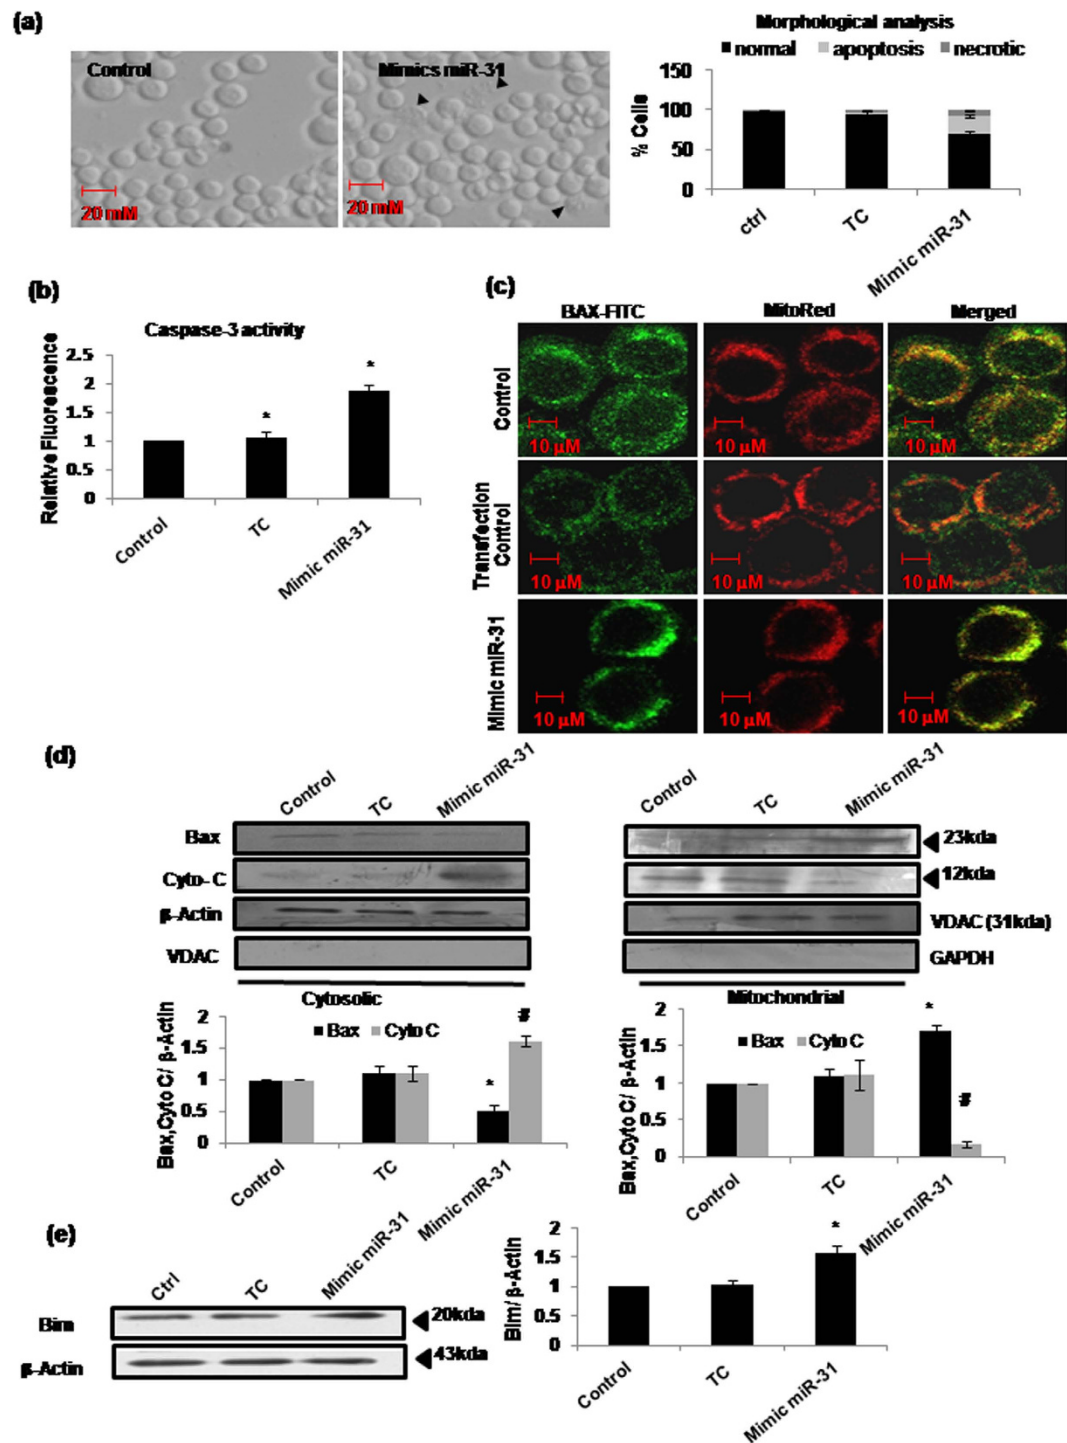 (a)
Control
20 mM
Mimics miR-31
20 mM
Morphological analysis
normal apoptosis necrotic
% Cells
150
100
50
0
ctrl
TC
Mimic miR-31
(b)
Caspase-3 activity
Relative Fluorescence
2.5
2
1.5
1
0.5
0
*
*
Control
TC
Mimic miR-31
(c)
BAX-FITC MitoRed Merged
Control
10 µM 10 µM 10 µM
Transfection
Control
10 µM 10 µM 10 µM
Mimic miR-31
10 µM 10 µM 10 µM
(d)
Control TC Mimic miR-31
Bax
Cyto-C
β-Actin
VDAC
Cytosolic
Control TC Mimic miR-31
23kda
12kda
VDAC (31kda)
GAPDH
Mitochondrial
Bax,Cyto C/ β-Actin
Bax Cyto C
2
1.5
1
0.5
0
*
#
Control
TC
Mimic miR-31
Bax,Cyto C/ β-Actin
Bax Cyto C
2
1.5
1
0.5
0
*
#
Control
TC
Mimic miR-31
(e)
Ctrl TC Mimic miR-31
Bim
20kda
β-Actin
43kda
Bim/ β-Actin
2
1.5
1
0.5
0
*
Control
TC
Mimic miR-31